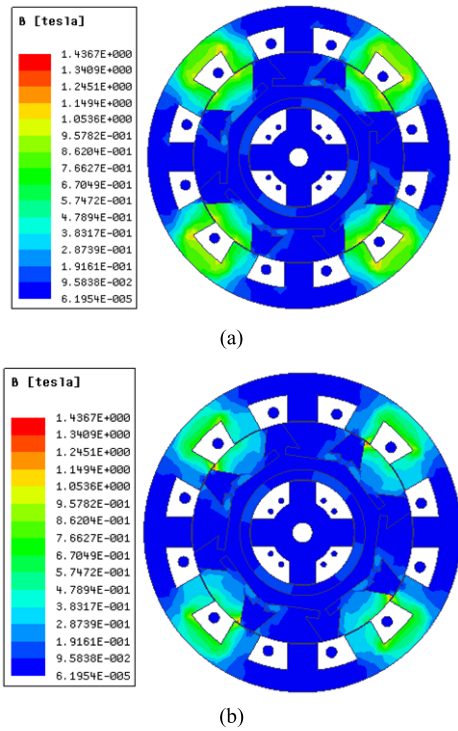 B [tesla]
1.4367E+000
1.3409E+000
1.2451E+000
1.1494E+000
1.0536E+000
9.5782E-001
8.6204E-001
7.6627E-001
6.7049E-001
5.7472E-001
4.7894E-001
3.8317E-001
2.8739E-001
1.9161E-001
9.5838E-002
6.1954E-005
(a)
B [tesla]
1.4367E+000
1.3409E+000
1.2451E+000
1.1494E+000
1.0536E+000
9.5782E-001
8.6204E-001
7.6627E-001
6.7049E-001
5.7472E-001
4.7894E-001
3.8317E-001
2.8739E-001
1.9161E-001
9.5838E-002
6.1954E-005
(b)